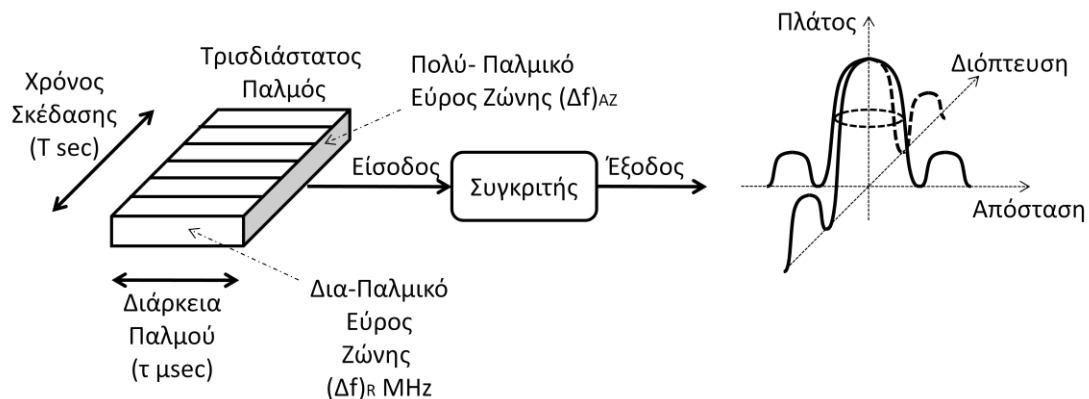 Χρόνος
Σκέδασης
(T sec)
Τρισδιάστατος
Παλμός
Πολύ- Παλμικό
Εύρος Ζώνης (Δf)AZ
Είσοδος
Συγκριτής
Έξοδος
Διάρκεια
Παλμού
(τ μsec)
Δια-Παλμικό
Εύρος
Ζώνης
(Δf)R MHz
Πλάτος
Διόπτευση
Απόσταση